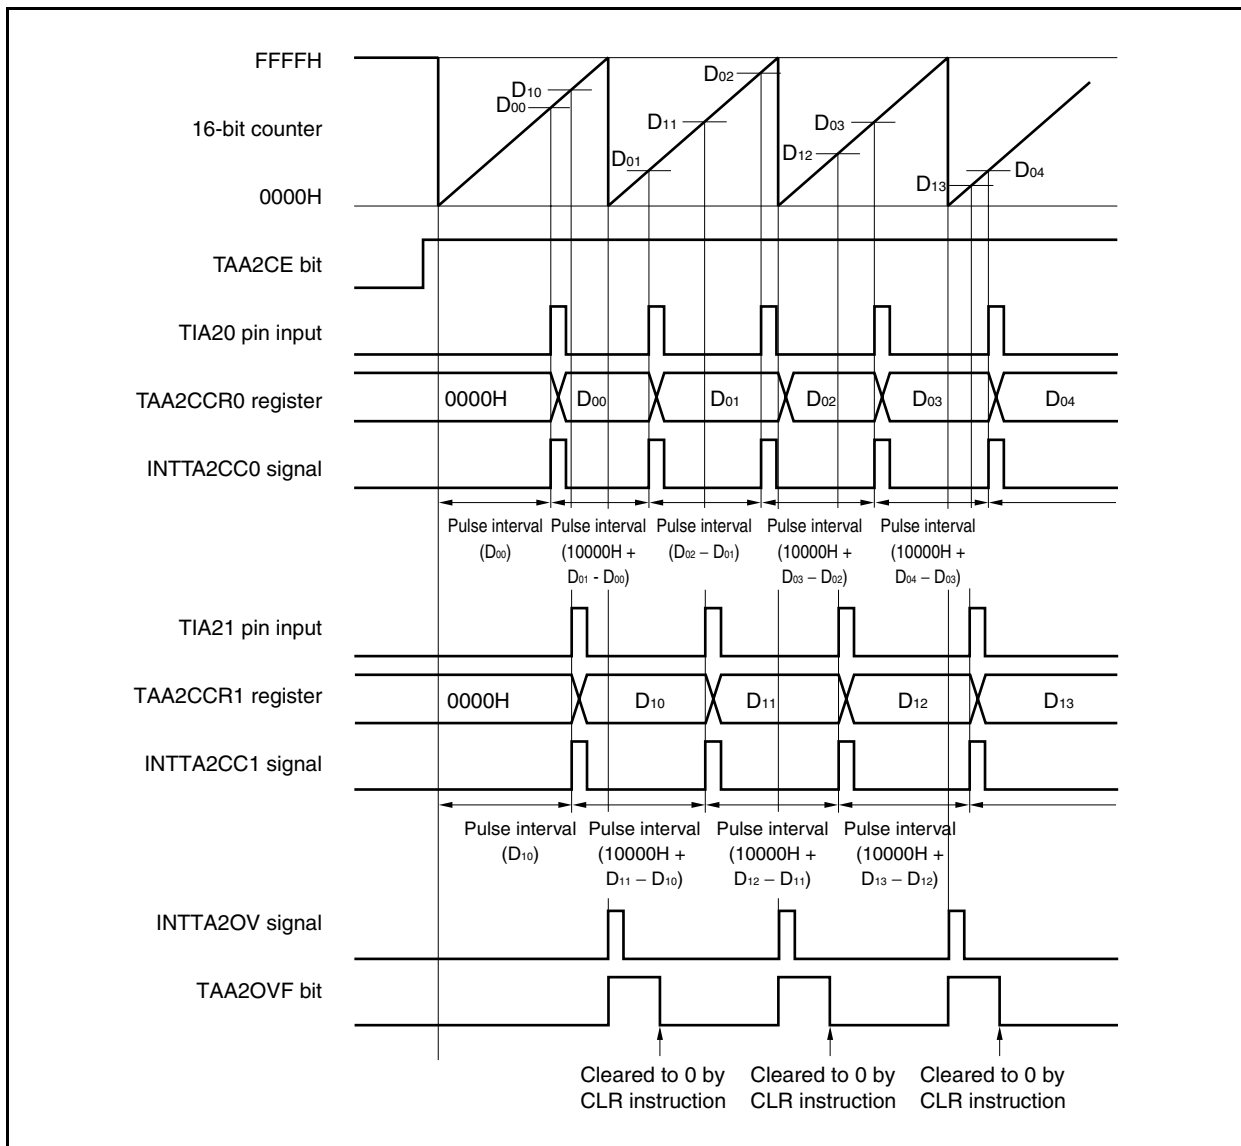 FFFFH
D10
D00
D02
16-bit counter
D11
D03
D12
D01
D13
D04
0000H
TAA2CE bit
TIA20 pin input
TAA2CCR0 register
0000H D00 D01 D02 D03 D04
INTTA2CC0 signal
Pulse interval
(D00)
Pulse interval
(10000H +
D01 - D00)
Pulse interval
(D02 – D01)
Pulse interval
(10000H +
D03 – D02)
Pulse interval
(10000H +
D04 – D03)
TIA21 pin input
TAA2CCR1 register
0000H D10 D11 D12 D13
INTTA2CC1 signal
Pulse interval
(D10)
Pulse interval
(10000H +
D11 – D10)
Pulse interval
(10000H +
D12 – D11)
Pulse interval
(10000H +
D13 – D12)
INTTA2OV signal
TAA2OVF bit
Cleared to 0 by
CLR instruction
Cleared to 0 by
CLR instruction
Cleared to 0 by
CLR instruction